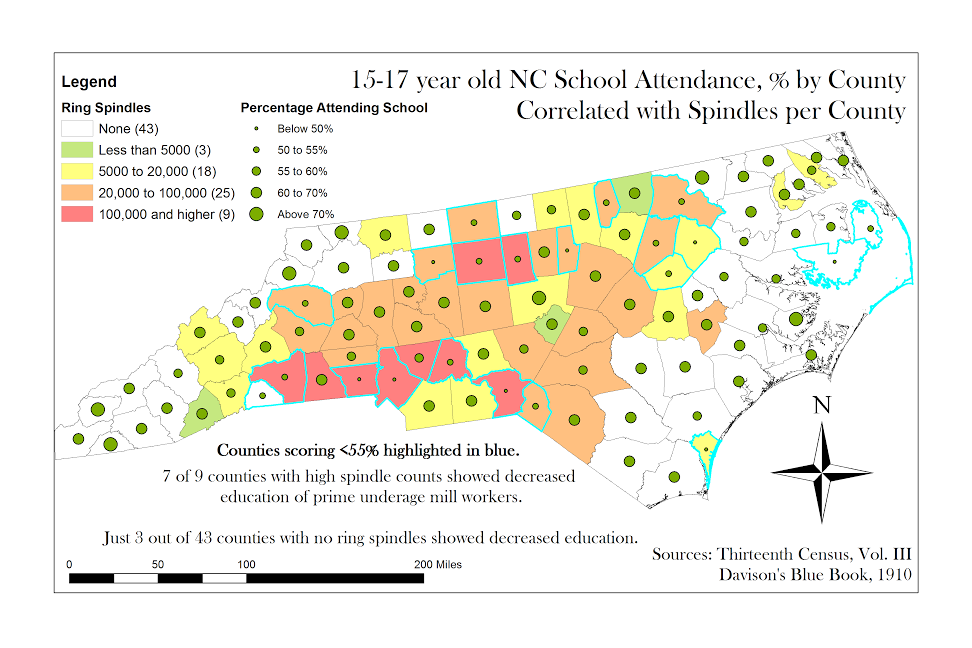 15-17 year old NC School Attendance, % by County
Correlated with Spindles per County
Legend
Ring Spindles
None (43)
Less than 5000 (3)
5000 to 20,000 (18)
20,000 to 100,000 (25)
100,000 and higher (9)
Percentage Attending School
Below 50%
50 to 55%
55 to 60%
60 to 70%
Above 70%
N
Counties scoring <55% highlighted in blue.
7 of 9 counties with high spindle counts showed decreased
education of prime underage mill workers.
Just 3 out of 43 counties with no ring spindles showed decreased education.
0 50 100 200 Miles
Sources: Thirteenth Census, Vol. III
Davison's Blue Book, 1910